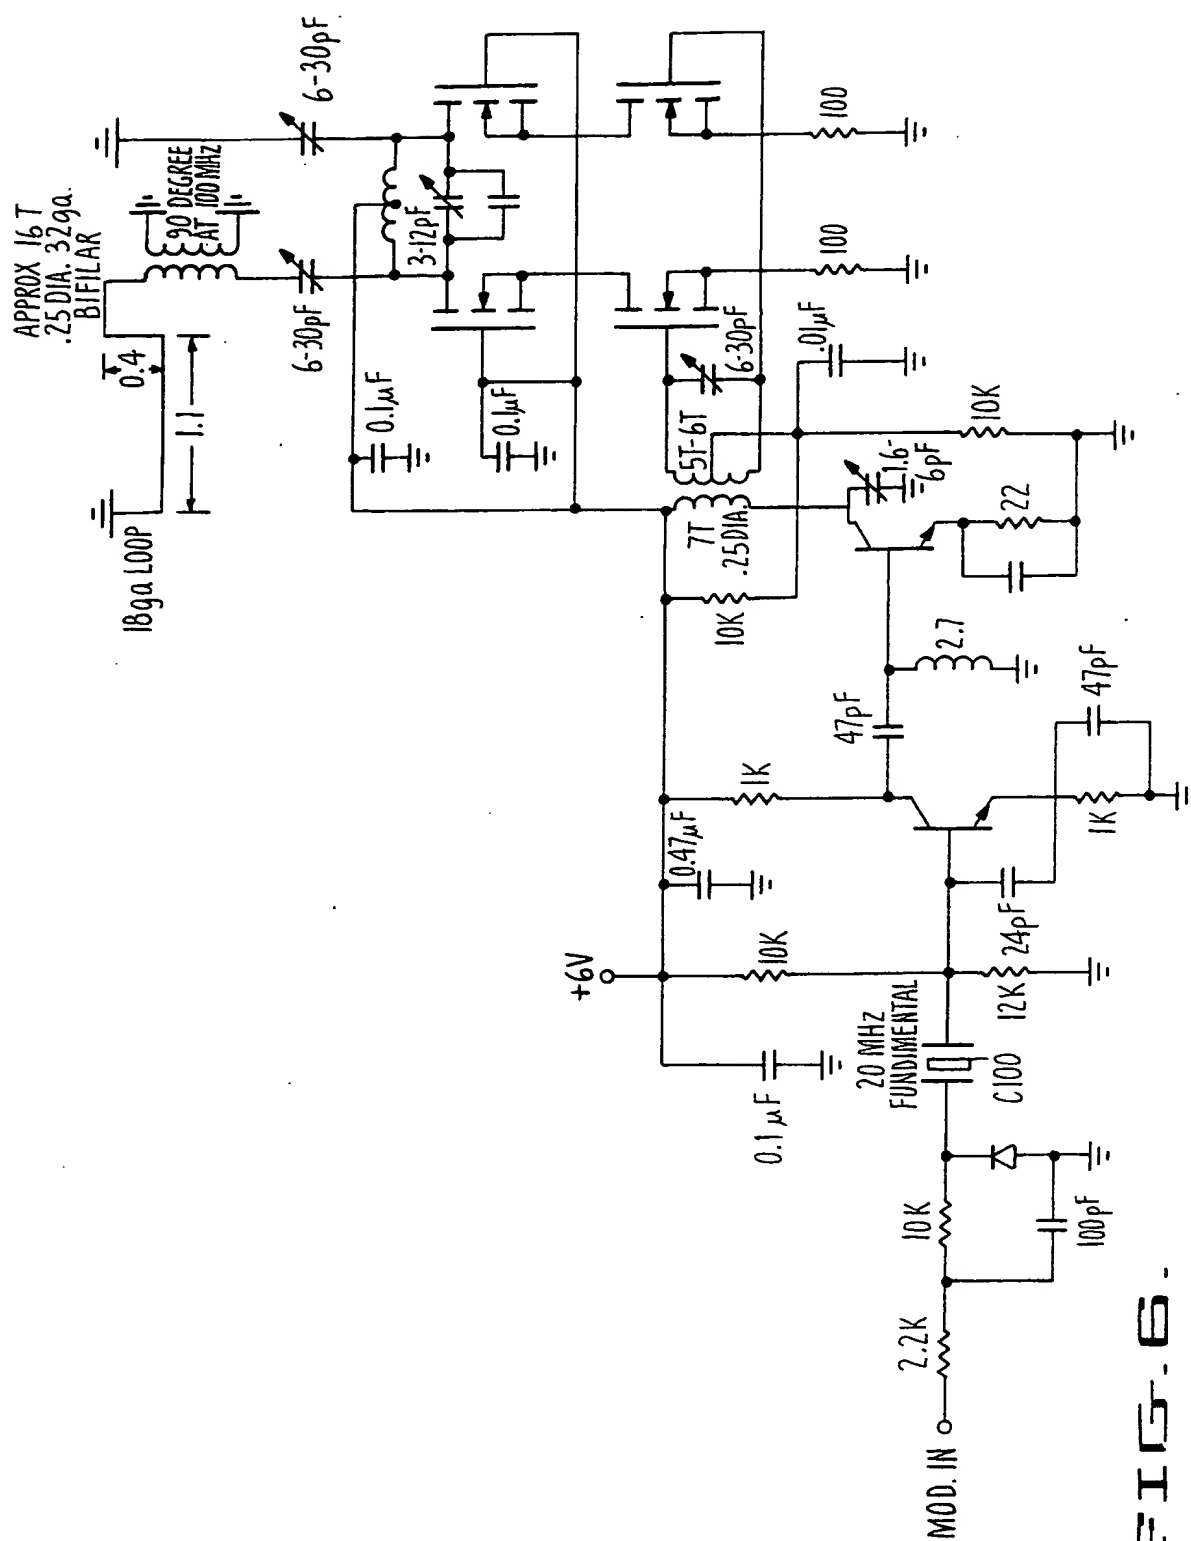 APPROX 16 T
.25 DIA. 32ga.
BIFILAR
90 DEGREE
AT 100 MHZ
6-30pF
6-30pF
0.4
1.1
18ga LOOP
3-12pF
0.1µF
0.1µF
100
100
6-30pF
.01µF
5T-6T
7T
.25DIA.
10K
10K
1.6-
6pF
22
2.7
47pF
47pF
1K
1K
0.47µF
+6V
10K
24pF
12K
0.1 µF
20 MHZ
FUNDIMENTAL
C100
10K
100pF
2.2K
MOD. IN
FIG. 6.